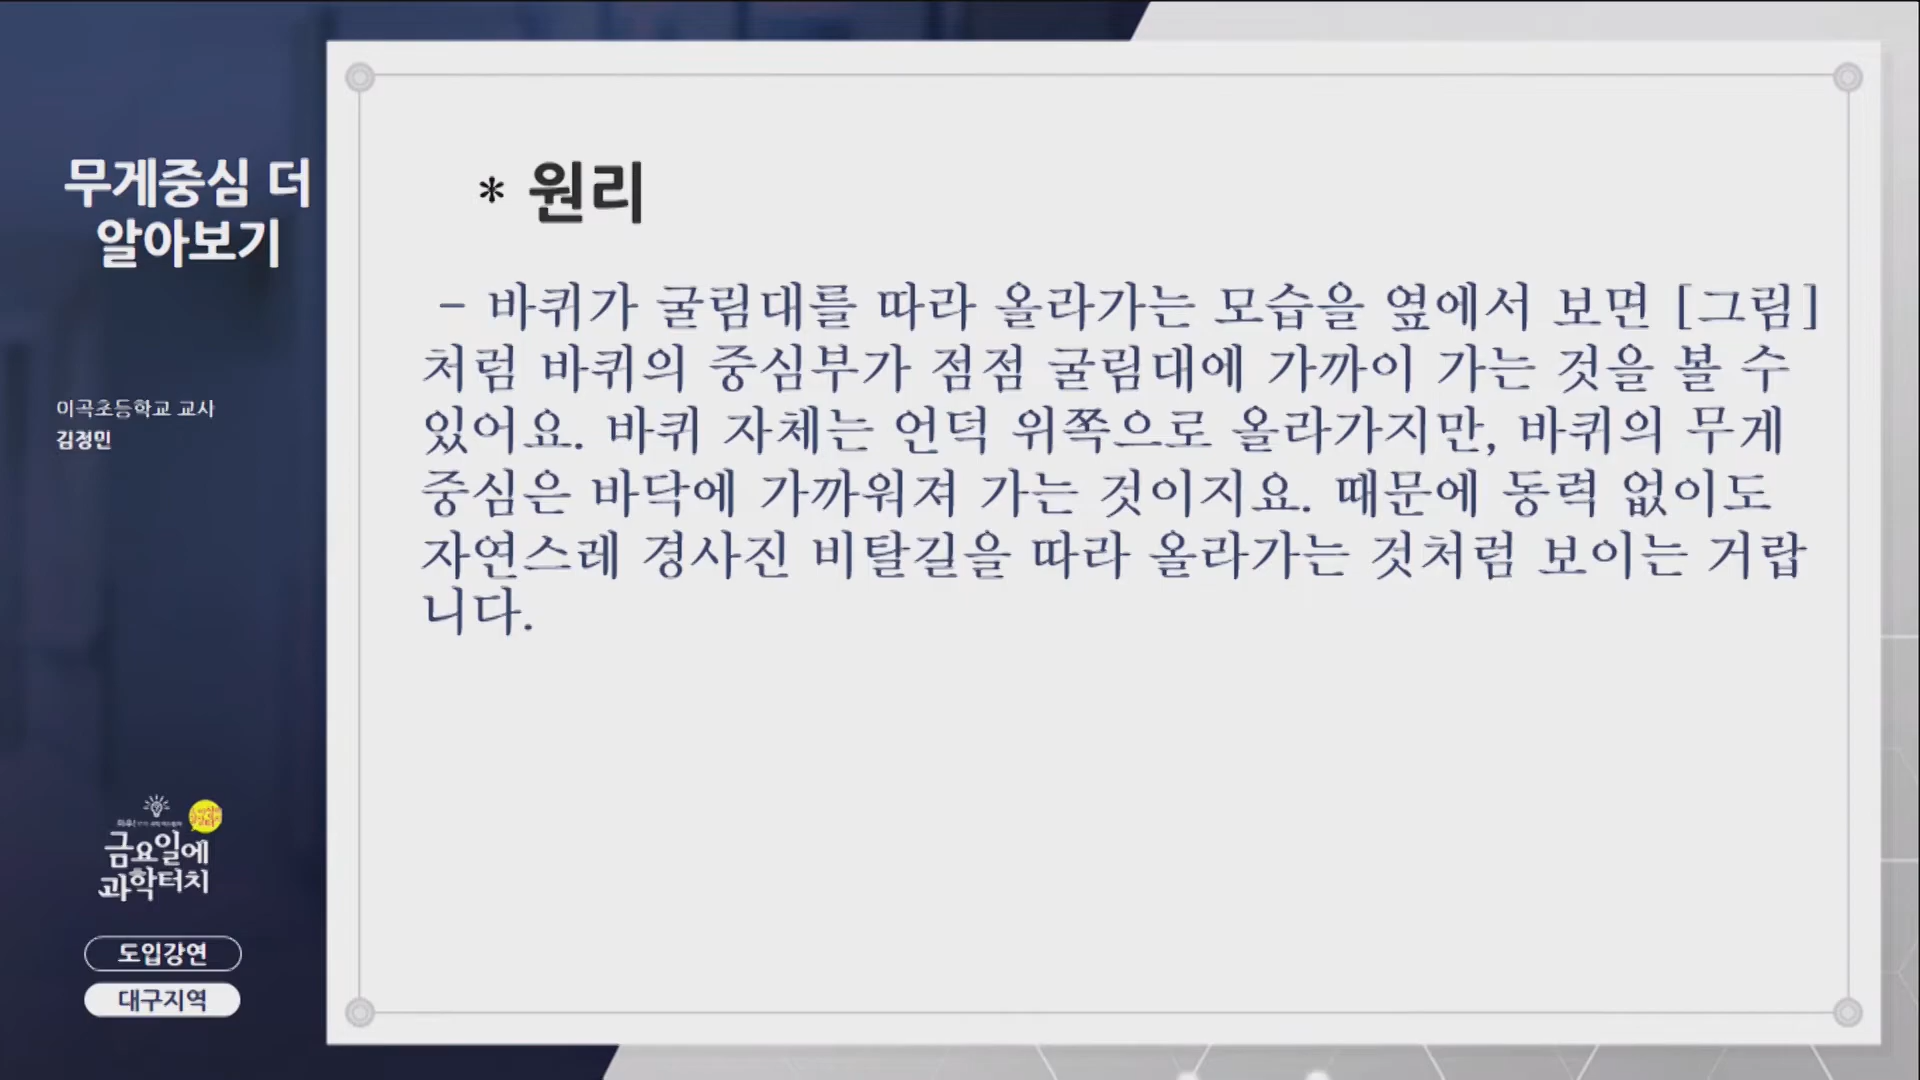 무게중심 더
알아보기
이곡초등학교 교사
김정민
금요일에
과학터치
도입강연
대구지역
* 원리
- 바퀴가 굴림대를 따라 올라가는 모습을 옆에서 보면 [그림]
처럼 바퀴의 중심부가 점점 굴림대에 가까이 가는 것을 볼 수
있어요. 바퀴 자체는 언덕 위쪽으로 올라가지만, 바퀴의 무게
중심은 바닥에 가까워져 가는 것이지요. 때문에 동력 없이도
자연스레 경사진 비탈길을 따라 올라가는 것처럼 보이는 거랍
니다.